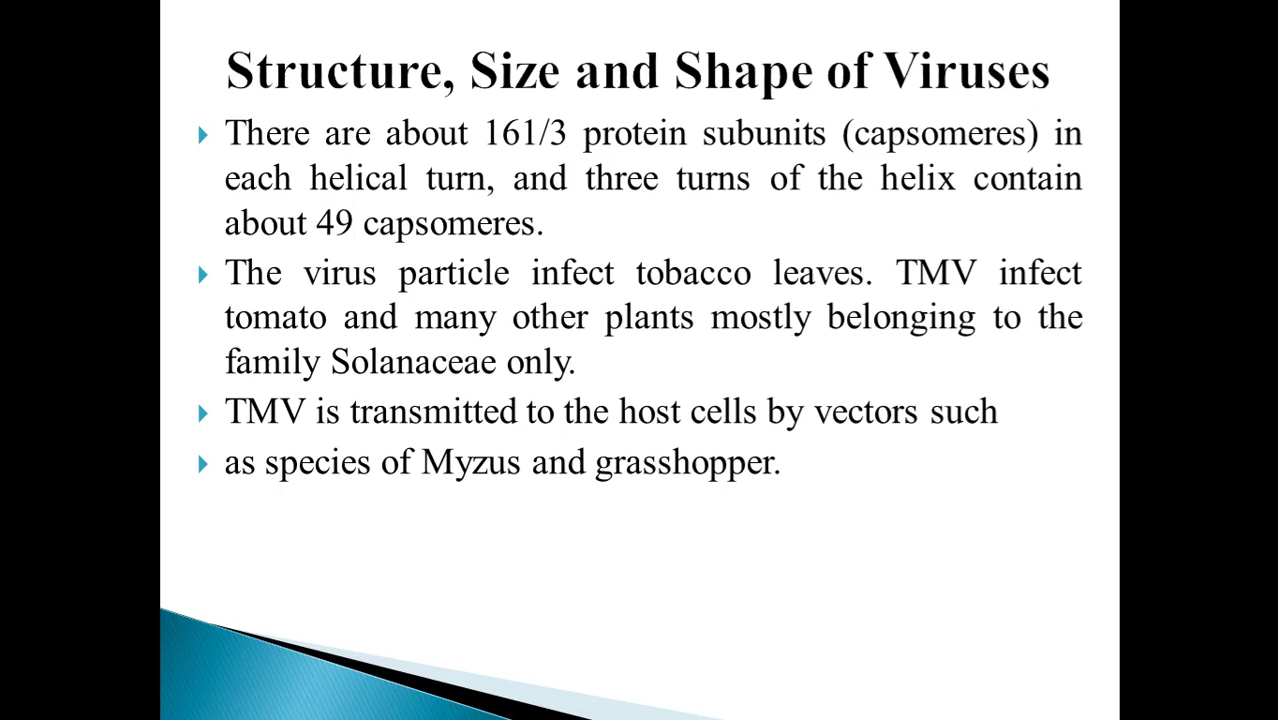 Structure, Size and Shape of Viruses
There are about 161/3 protein subunits (capsomeres) in
each helical turn, and three turns of the helix contain
about 49 capsomeres.
The virus particle infect tobacco leaves. TMV infect
tomato and many other plants mostly belonging to the
family Solanaceae only.
TMV is transmitted to the host cells by vectors such
as species of Myzus and grasshopper.